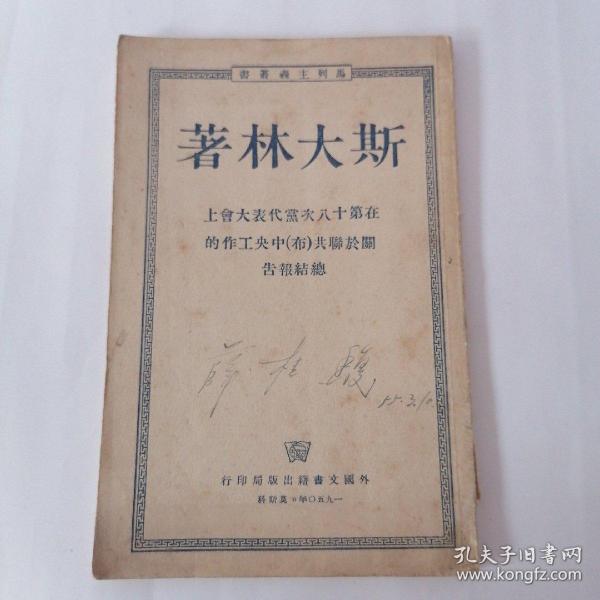 馬列主義叢書
斯大林著
在第十八次黨代表大會上
關於聯共(布)中央工作的
總結報告
外國文書籍出版局印行
一九五〇年 莫斯科
孔夫子旧书网
www.kongfz.com